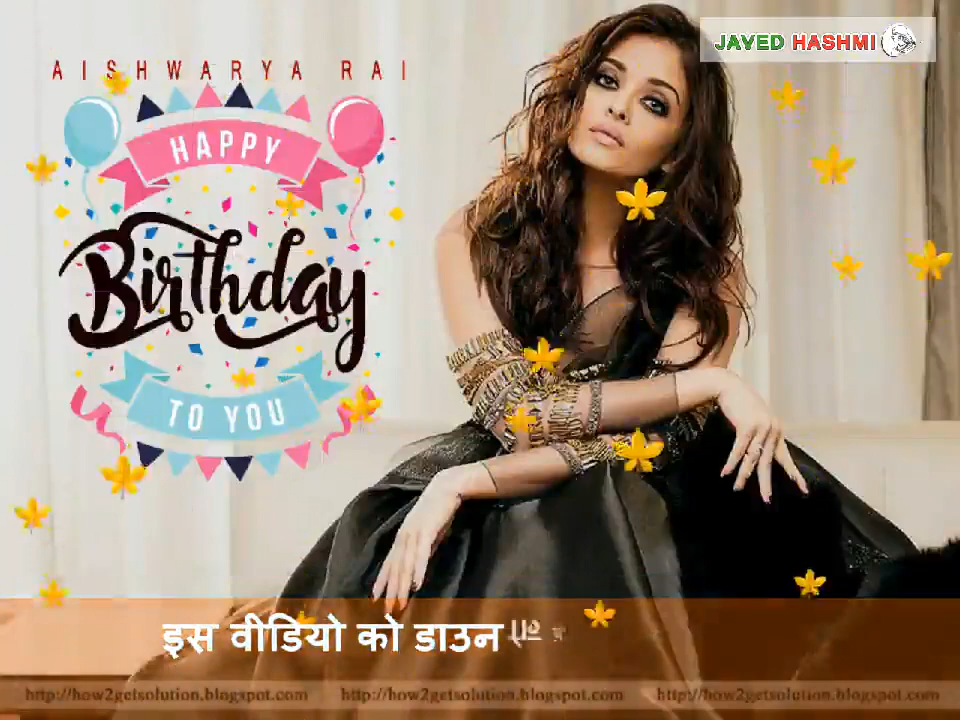 JAVED HASHMI
AISHWARYA RAI
HAPPY
Birthday
TO YOU
इस वीडियो को डाउन
http://how2getsolution.blogspot.com http://how2getsolution.blogspot.com http://how2getsolution.blogspot.com